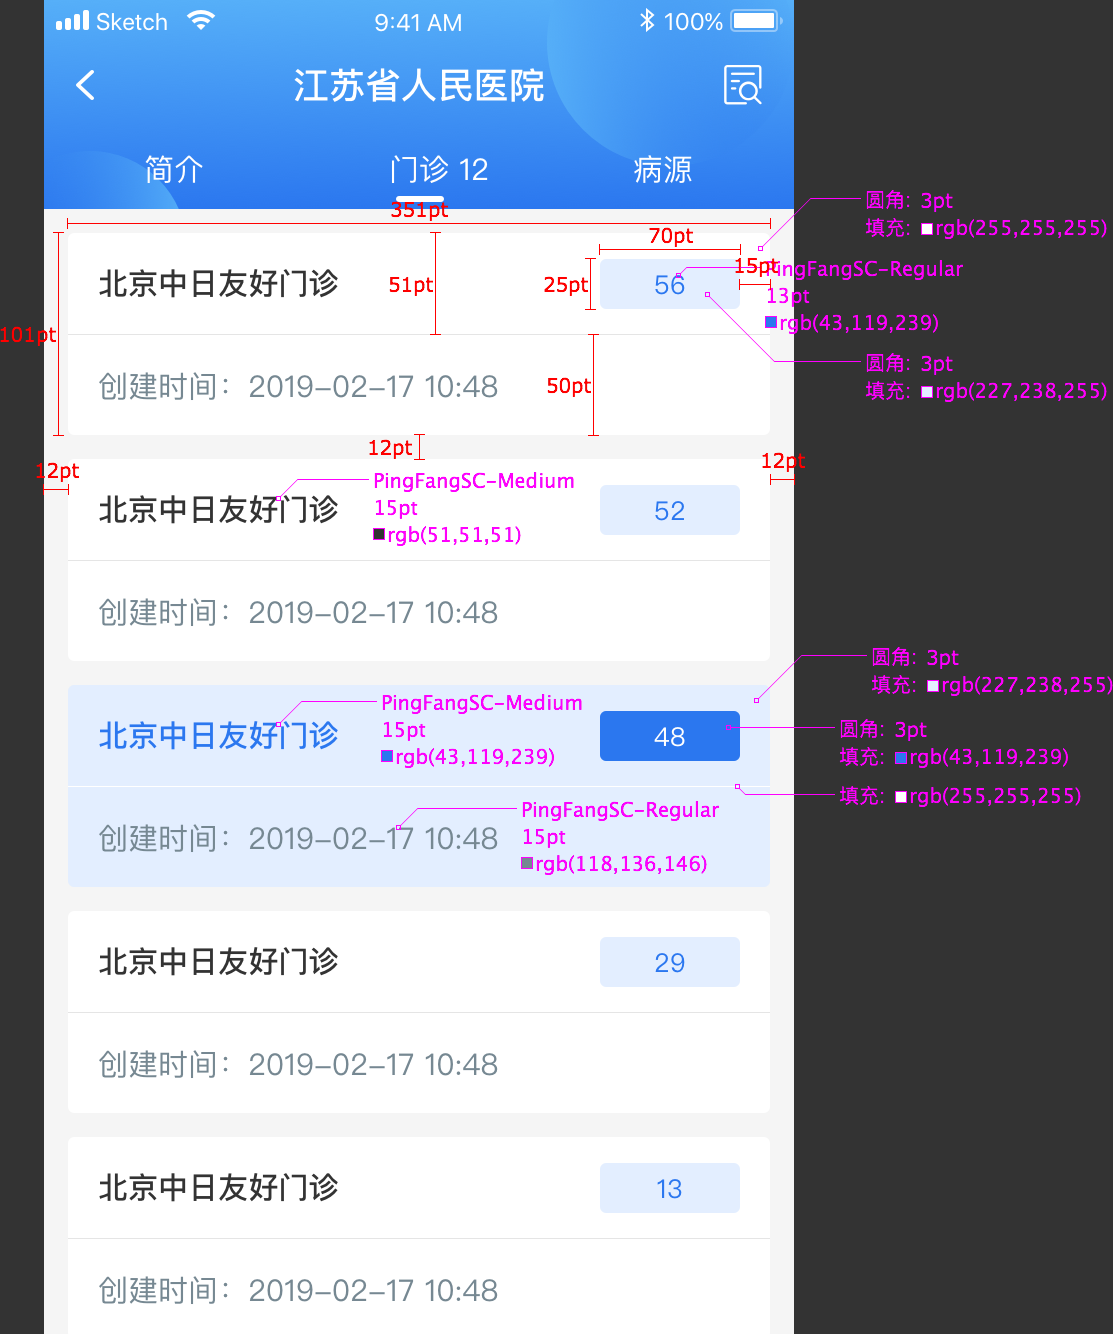 Sketch 9:41 AM 100%
江苏省人民医院
简介 门诊 12 病源
351pt
圆角: 3pt
填充: rgb(255,255,255)
70pt
北京中日友好门诊 51pt 25pt 56 15pt
PingFangSC-Regular
13pt
rgb(43,119,239)
101pt
圆角: 3pt
填充: rgb(227,238,255)
创建时间: 2019-02-17 10:48 50pt
12pt
12pt
12pt
PingFangSC-Medium
15pt
rgb(51,51,51)
北京中日友好门诊 52
创建时间: 2019-02-17 10:48
圆角: 3pt
填充: rgb(227,238,255)
PingFangSC-Medium
15pt
rgb(43,119,239)
北京中日友好门诊 48
圆角: 3pt
填充: rgb(43,119,239)
填充: rgb(255,255,255)
PingFangSC-Regular
15pt
rgb(118,136,146)
创建时间: 2019-02-17 10:48
北京中日友好门诊 29
创建时间: 2019-02-17 10:48
北京中日友好门诊 13
创建时间: 2019-02-17 10:48